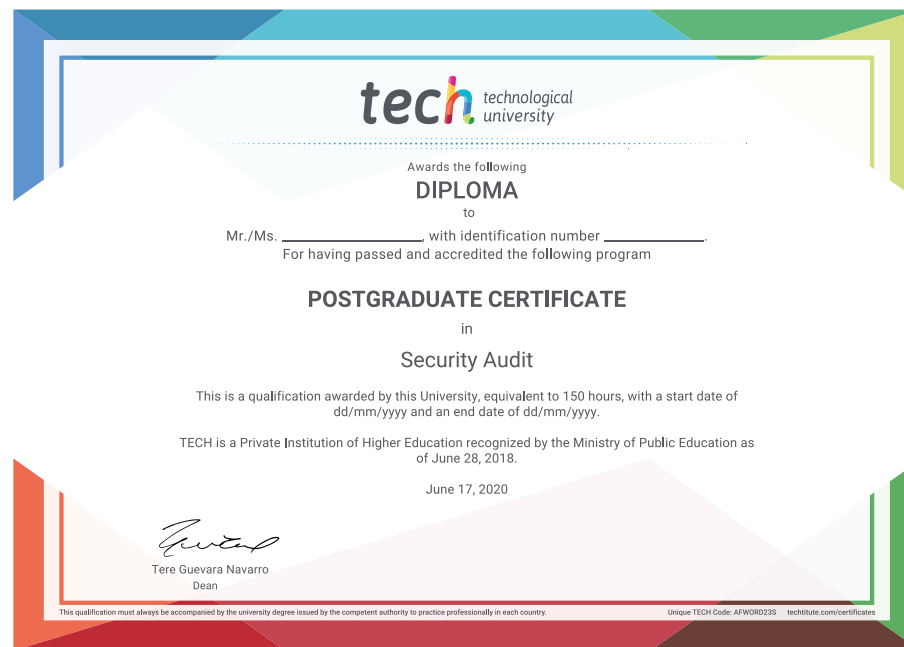 tech technological
university
Awards the following
DIPLOMA
to
Mr./Ms. ____________________, with identification number ______________.
For having passed and accredited the following program
POSTGRADUATE CERTIFICATE
in
Security Audit
This is a qualification awarded by this University, equivalent to 150 hours, with a start date of
dd/mm/yyyy and an end date of dd/mm/yyyy.
TECH is a Private Institution of Higher Education recognized by the Ministry of Public Education as
of June 28, 2018.
June 17, 2020
Tere Guevara Navarro
Dean
This qualification must always be accompanied by the university degree issued by the competent authority to practice professionally in each country. Unique TECH Code: AFWORD23S techtitute.com/certificates